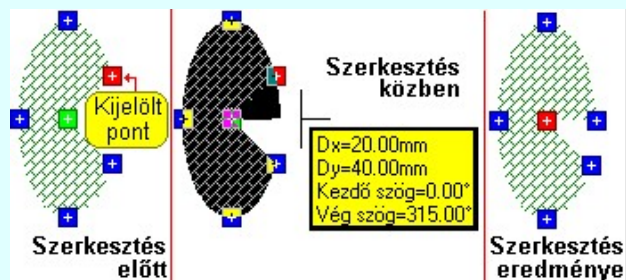 Kijelölt
pont
Szerkesztés
előtt
Szerkesztés
közben
Dx=20.00mm
Dy=40.00mm
Kezdő szög=0.00°
Vég szög=315.00°
Szerkesztés
eredménye